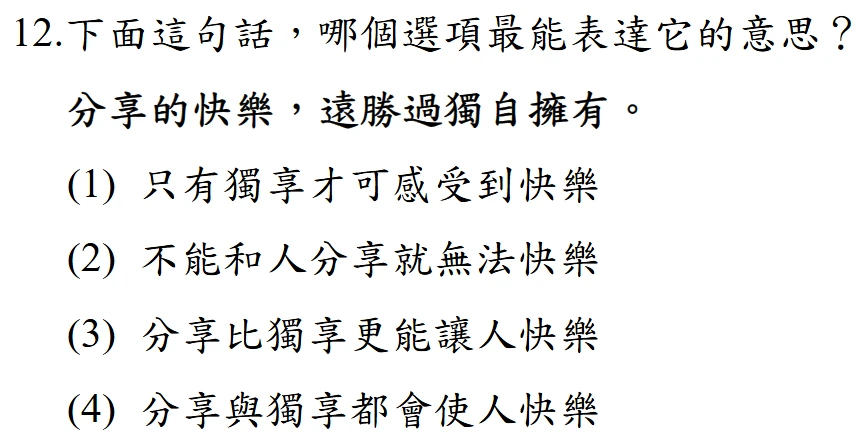 12.下面這句話，哪個選項最能表達它的意思？
分享的快樂，遠勝過獨自擁有。
(1) 只有獨享才可感受到快樂
(2) 不能和人分享就無法快樂
(3) 分享比獨享更能讓人快樂
(4) 分享與獨享都會使人快樂